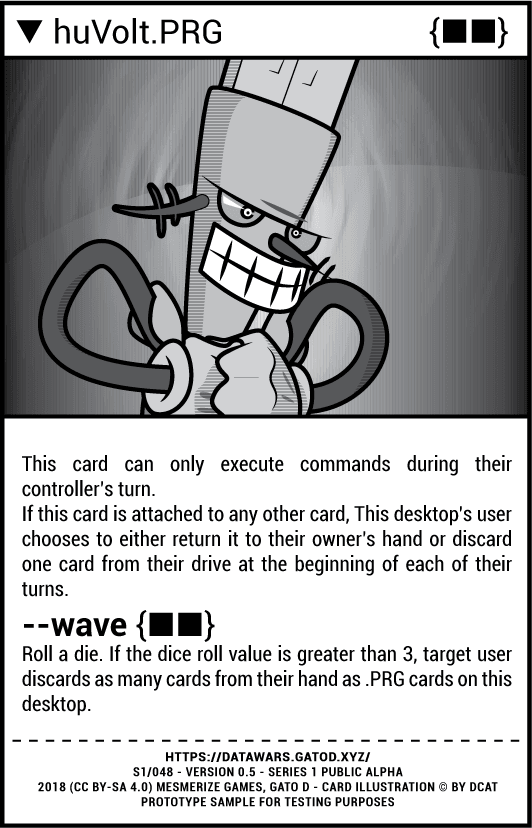 ▼ huVolt.PRG {■■}
This card can only execute commands during their
controller's turn.
If this card is attached to any other card, This desktop's user
chooses to either return it to their owner's hand or discard
one card from their drive at the beginning of each of their
turns.
--wave {■■}
Roll a die. If the dice roll value is greater than 3, target user
discards as many cards from their hand as .PRG cards on this
desktop.
HTTPS://DATAWARS.GATOD.XYZ/
S1/048 - VERSION 0.5 - SERIES 1 PUBLIC ALPHA
2018 (CC BY-SA 4.0) MESMERIZE GAMES, GATO D - CARD ILLUSTRATION © BY DCAT
PROTOTYPE SAMPLE FOR TESTING PURPOSES